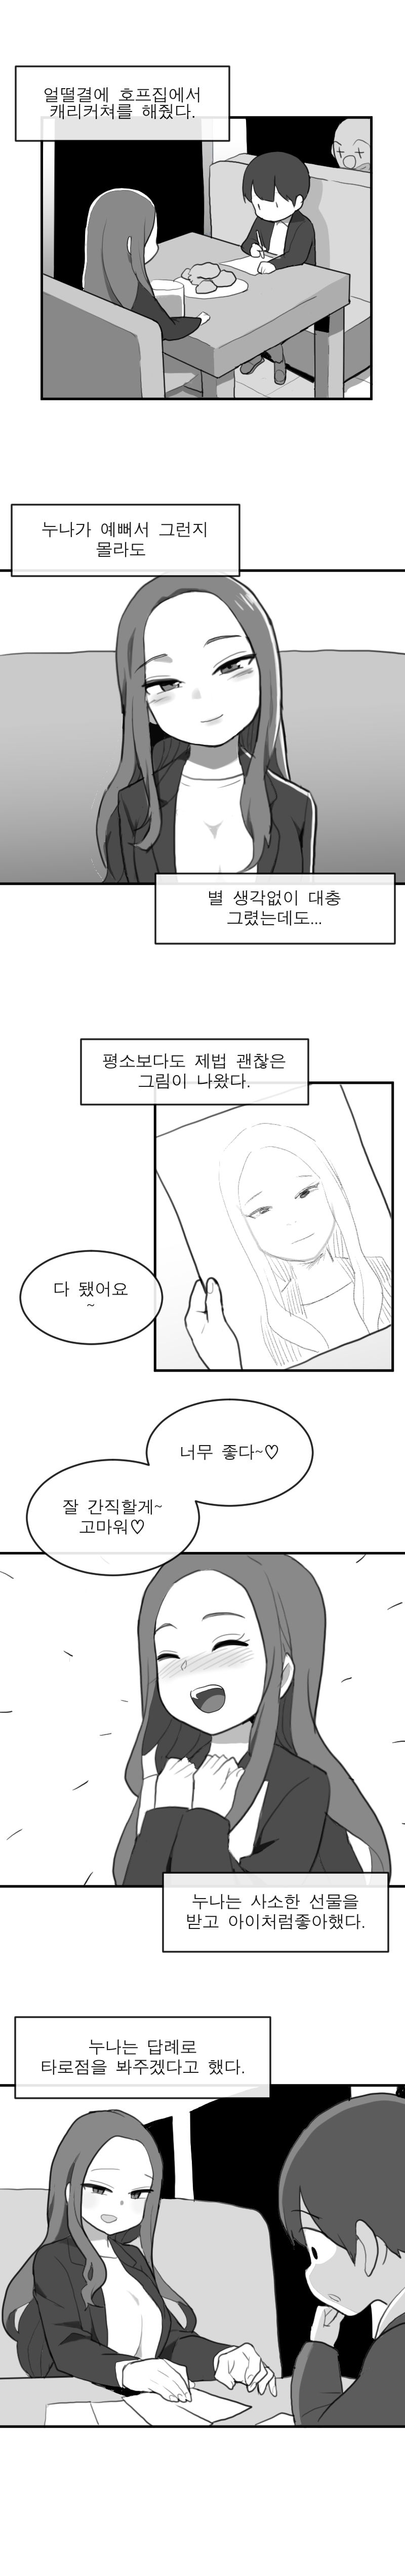 얼떨결에 호프집에서
캐리커쳐를 해줬다.
누나가 예뻐서 그런지
몰라도
별 생각없이 대충
그렸는데도...
평소보다도 제법 괜찮은
그림이 나왔다.
다 됐어요
~
너무 좋다~♡
잘 간직할게~
고마워♡
누나는 사소한 선물을
받고 아이처럼좋아했다.
누나는 답례로
타로점을 봐주겠다고 했다.